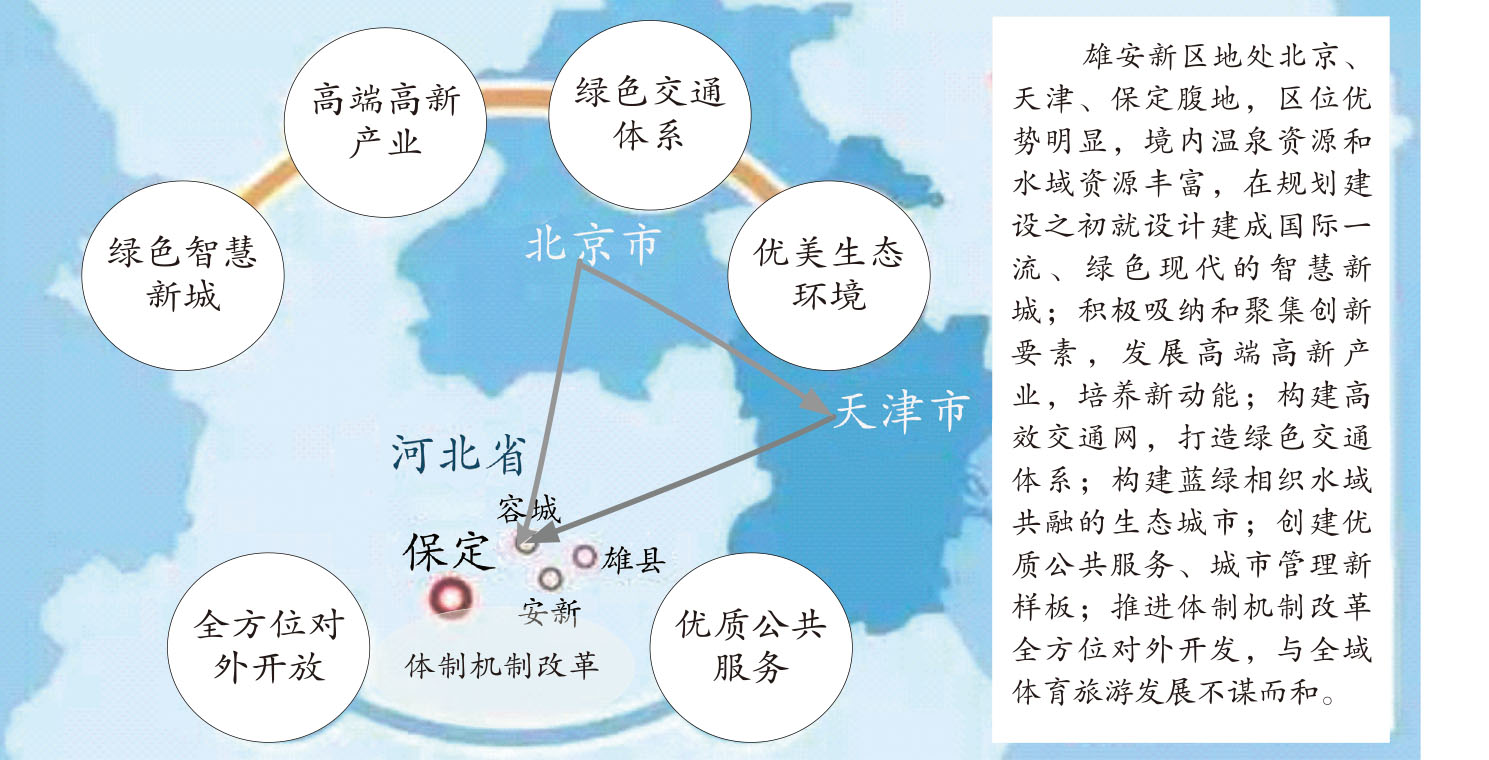 高端高新
产业
绿色交通
体系
绿色智慧
新城
优美生态
环境
北京市
天津市
河北省
容城
保定
雄县
安新
全方位对
外开放
体制机制改革
优质公共
服务
雄安新区地处北京、
天津、保定腹地，区位优
势明显，境内温泉资源和
水域资源丰富，在规划建
设之初就设计建成国际一
流、绿色现代的智慧新
城；积极吸纳和聚集创新
要素，发展高端高新产
业，培养新动能；构建高
效交通网，打造绿色交通
体系；构建蓝绿相织水域
共融的生态城市；创建优
质公共服务、城市管理新
样板；推进体制机制改革
全方位对外开发，与全域
体育旅游发展不谋而和。